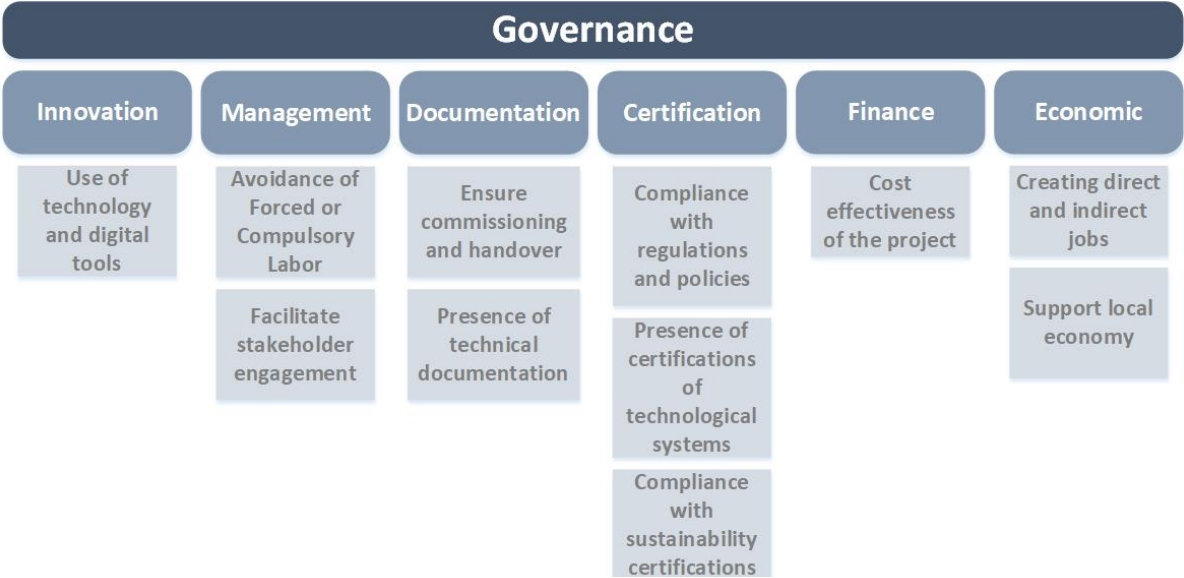 Governance
Innovation
Management
Documentation
Certification
Finance
Economic
Use of
technology
and digital
tools
Avoidance of
Forced or
Compulsory
Labor
Facilitate
stakeholder
engagement
Ensure
commissioning
and handover
Presence of
technical
documentation
Compliance
with
regulations
and policies
Presence of
certifications
of
technological
systems
Compliance
with
sustainability
certifications
Cost
effectiveness
of the project
Creating direct
and indirect
jobs
Support local
economy